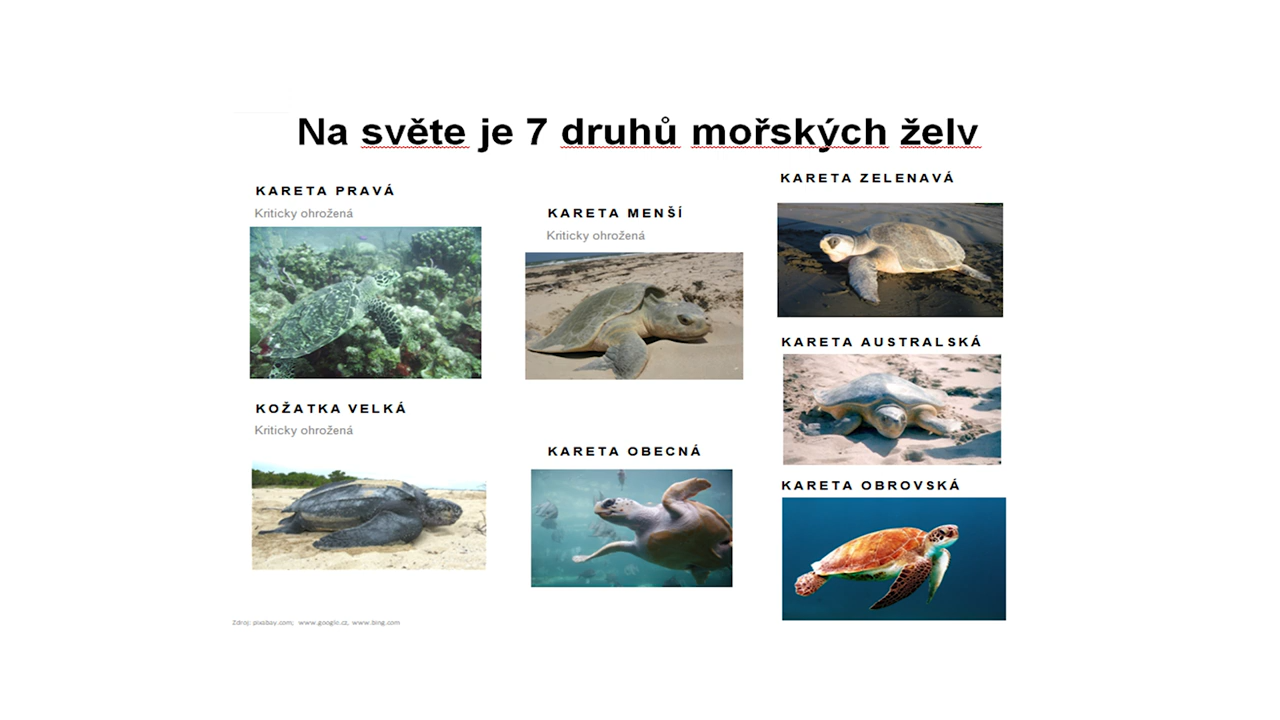 Na světe je 7 druhů mořských želv
KARETA PRAVÁ
Kriticky ohrožená
KOŽATKA VELKÁ
Kriticky ohrožená
KARETA MENŠÍ
Kriticky ohrožená
KARETA OBECNÁ
KARETA ZELENAVÁ
KARETA AUSTRALSKÁ
KARETA OBROVSKÁ
Zdroj: pixabay.com; www.google.cz, www.bing.com